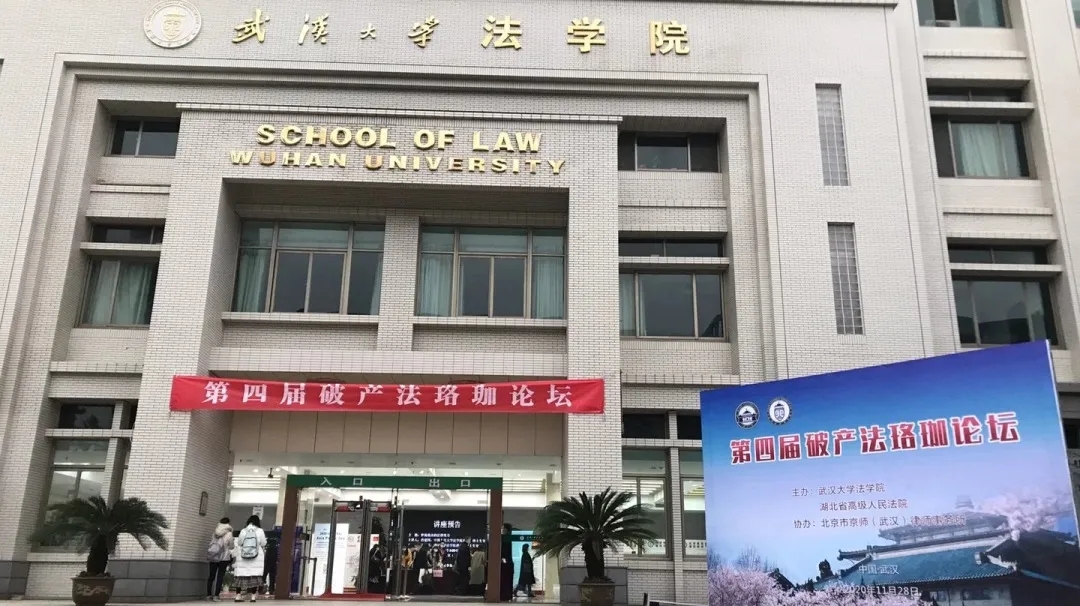 武汉大学 法学院
SCHOOL OF LAW
WUHAN UNIVERSITY
第四届破产法珞珈论坛
入口 出口
讲座预告
第四届破产法珞珈论坛
主办：武汉大学法学院
湖北省高级人民法院
协办：北京市京师（武汉）律师事务所
中国·武汉
2020年11月28日